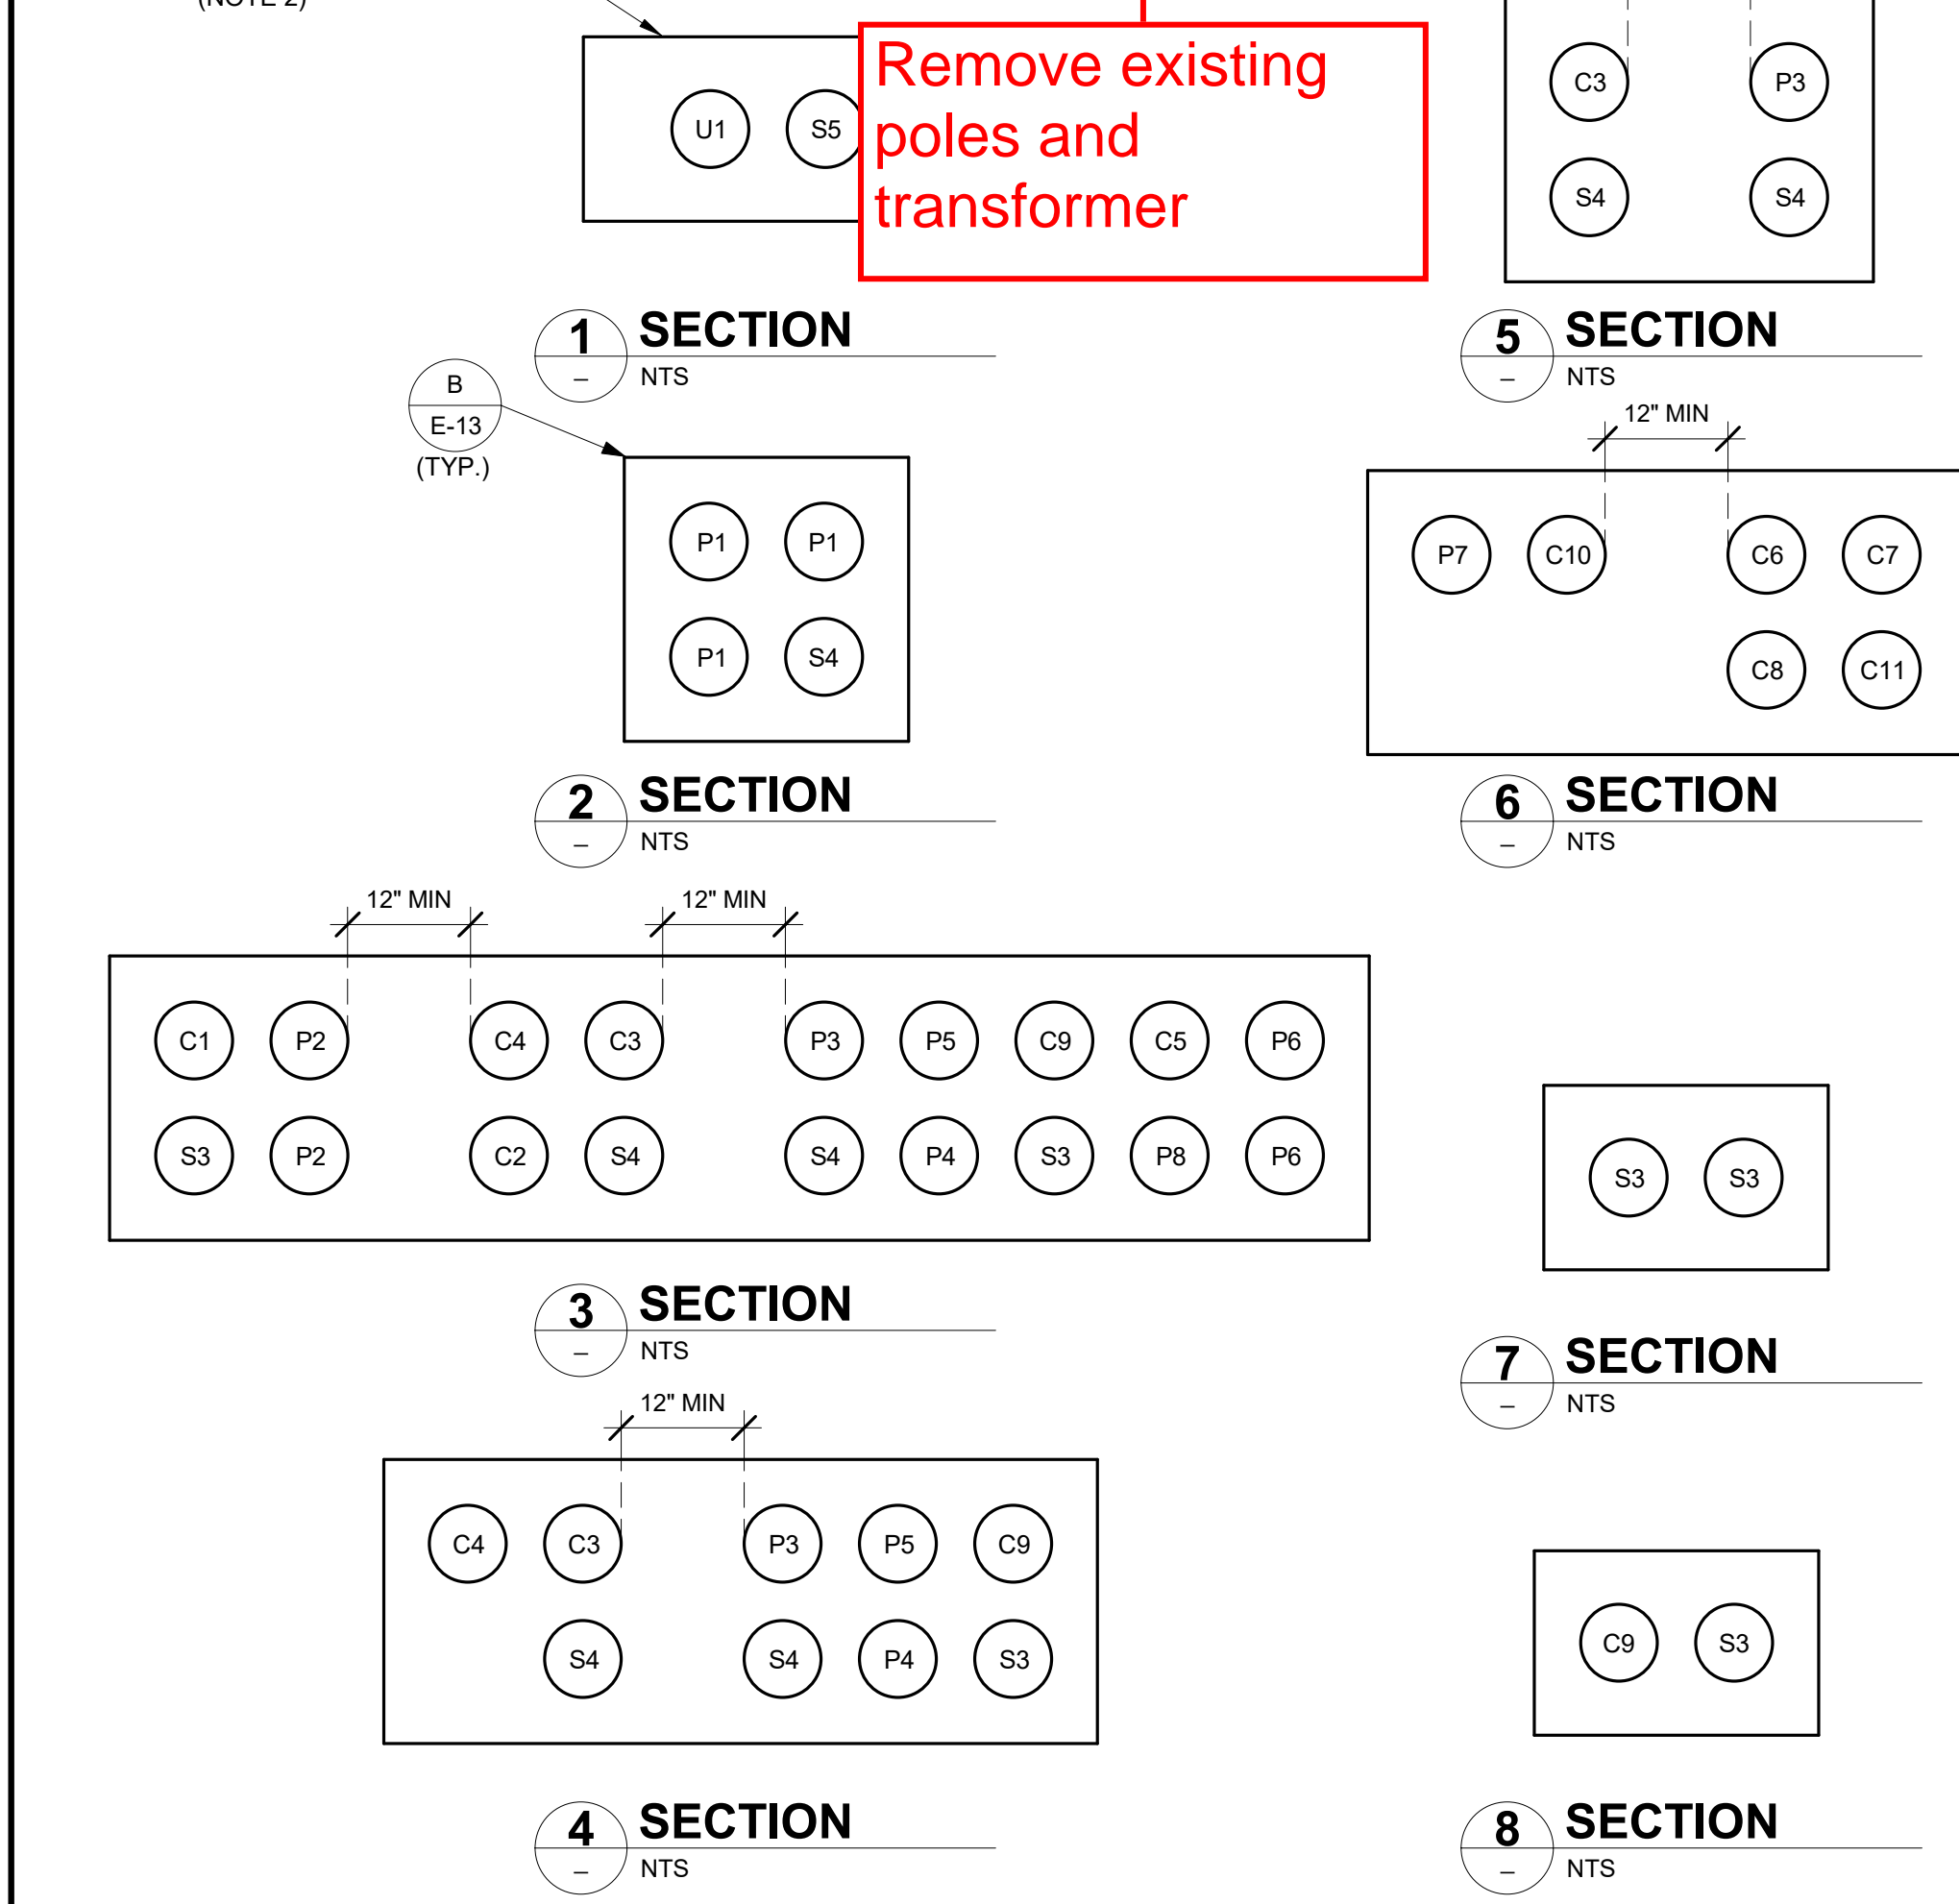 (NOTE 2)
U1 S5
Remove existing
poles and
transformer
C3 P3
S4 S4
1 SECTION
– NTS
5 SECTION
– NTS
B
E-13
(TYP.)
P1 P1
P1 S4
12" MIN
P7 C10 C6 C7
C8 C11
2 SECTION
– NTS
6 SECTION
– NTS
12" MIN 12" MIN
C1 P2 C4 C3 P3 P5 C9 C5 P6
S3 P2 C2 S4 S4 P4 S3 P8 P6
S3 S3
3 SECTION
– NTS
7 SECTION
– NTS
12" MIN
C4 C3 P3 P5 C9
S4 S4 P4 S3
C9 S3
4 SECTION
– NTS
8 SECTION
– NTS